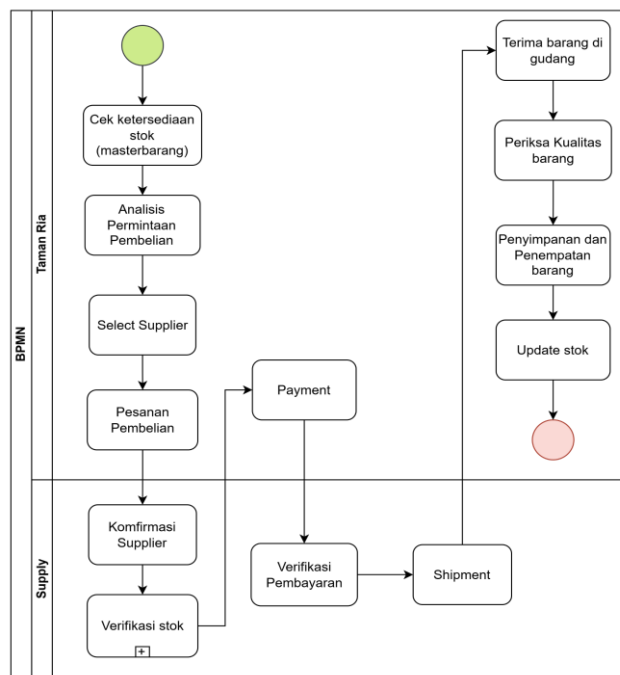 BPMN
Taman Ria
Cek ketersediaan
stok
(masterbarang)
Analisis
Permintaan
Pembelian
Select Supplier
Pesanan
Pembelian
Payment
Terima barang di
gudang
Periksa Kualitas
barang
Penyimpanan dan
Penempatan
barang
Update stok
Supply
Komfirmasi
Supplier
Verifikasi stok
+
Verifikasi
Pembayaran
Shipment